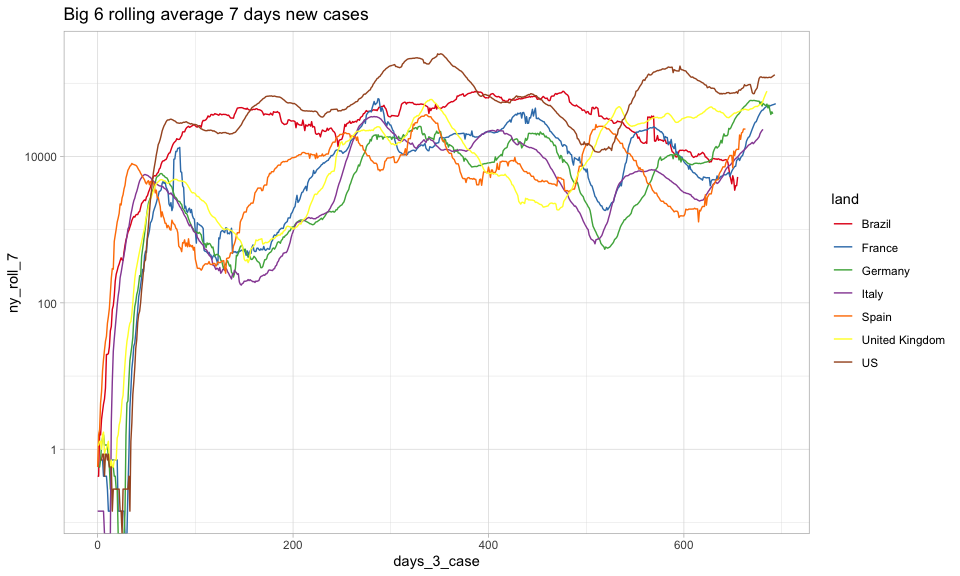 Big 6 rolling average 7 days new cases
ny_roll_7
10000
100
1
0
200
400
600
days_3_case
land
Brazil
France
Germany
Italy
Spain
United Kingdom
US